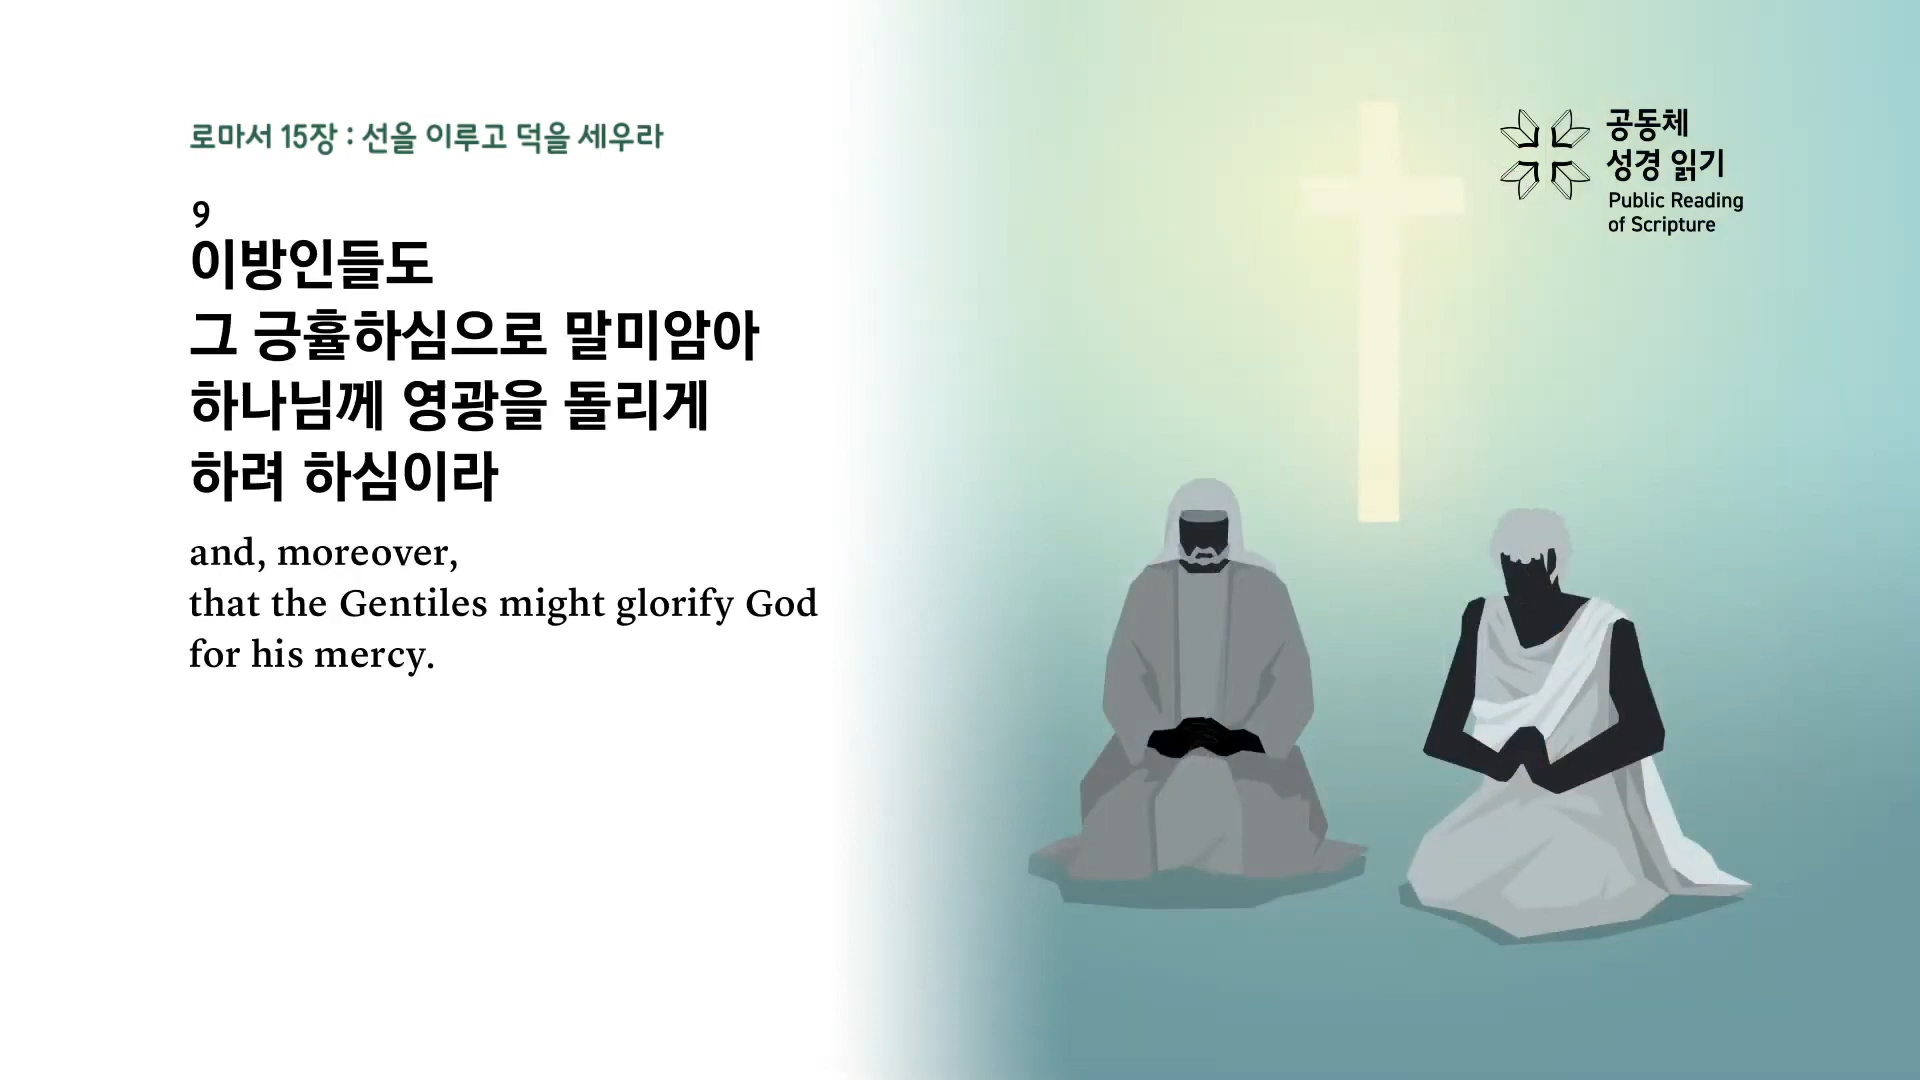 로마서 15장 : 선을 이루고 덕을 세우라
9
이방인들도
그 긍휼하심으로 말미암아
하나님께 영광을 돌리게
하려 하심이라
and, moreover,
that the Gentiles might glorify God
for his mercy.
공동체
성경 읽기
Public Reading
of Scripture